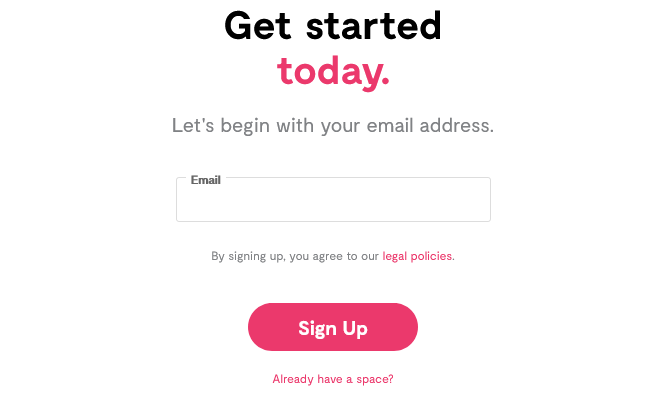 Get started
today.
Let's begin with your email address.
Email
By signing up, you agree to our legal policies.
Sign Up
Already have a space?